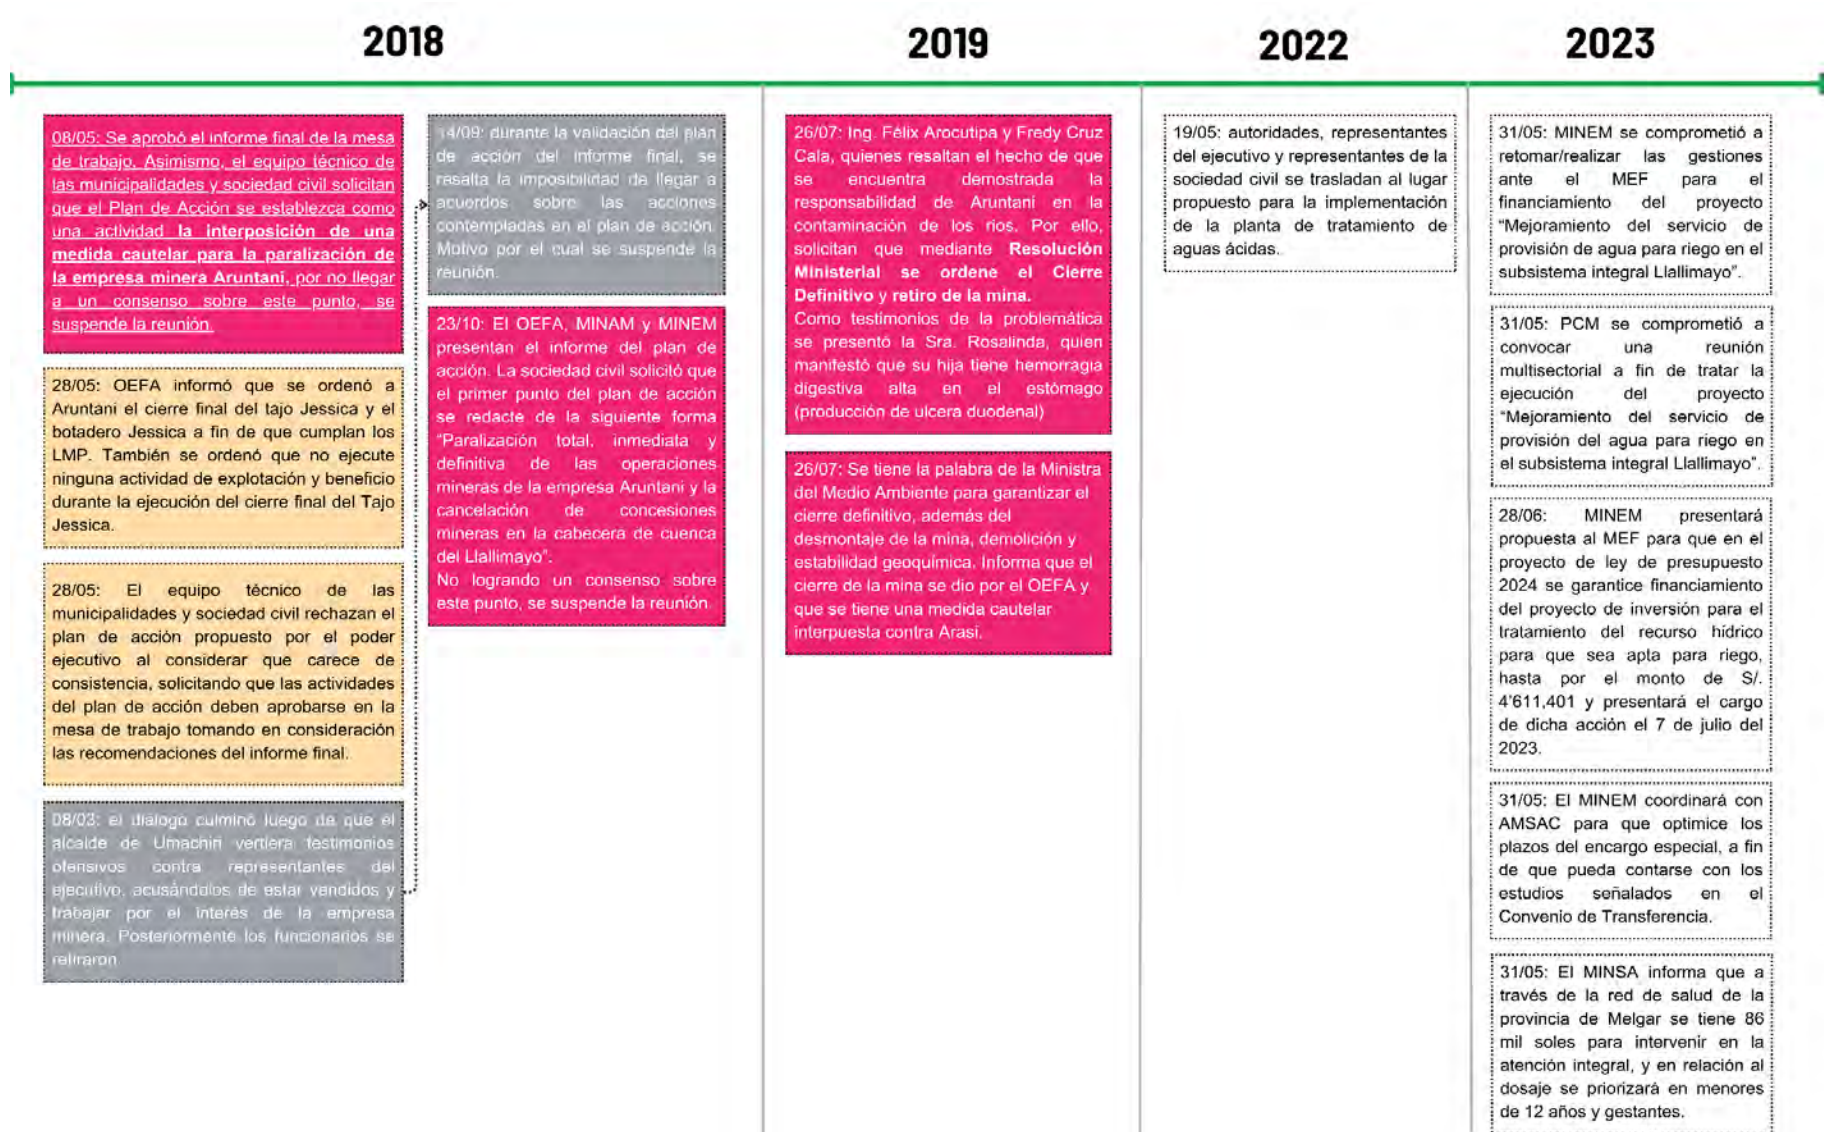 2018
08/05: Se aprobó el informe final de la mesa
de trabajo. Asimismo, el equipo técnico de
las municipalidades y sociedad civil solicitan
que el Plan de Acción se establezca como
una actividad la interposición de una
medida cautelar para la paralización de
la empresa minera Aruntani, por no llegar
a un consenso sobre este punto, se
suspende la reunión.
28/05: OEFA informó que se ordenó a
Aruntani el cierre final del tajo Jessica y el
botadero Jessica a fin de que cumplan los
LMP. También se ordenó que no ejecute
ninguna actividad de explotación y beneficio
durante la ejecución del cierre final del Tajo
Jessica.
28/05: El equipo técnico de las
municipalidades y sociedad civil rechazan el
plan de acción propuesto por el poder
ejecutivo al considerar que carece de
consistencia, solicitando que las actividades
del plan de acción deben aprobarse en la
mesa de trabajo tomando en consideración
las recomendaciones del informe final.
08/03: el dialogo culminó luego de que el
alcalde de Umachiri vertiera testimonios
ofensivos contra representantes del
ejecutivo, acusándolos de estar vendidos y
trabajar por el interés de la empresa
minera. Posteriormente los funcionarios se
retiraron.
14/09: durante la validación del plan
de acción del informe final, se
resalta la imposibilidad de llegar a
acuerdos sobre las acciones
contempladas en el plan de acción.
Motivo por el cual se suspende la
reunión.
23/10: El OEFA, MINAM y MINEM
presentan el informe del plan de
acción. La sociedad civil solicitó que
el primer punto del plan de acción
se redacte de la siguiente forma
“Paralización total, inmediata y
definitiva de las operaciones
mineras de la empresa Aruntani y la
cancelación de concesiones
mineras en la cabecera de cuenca
del Llallimayo”.
No logrando un consenso sobre
este punto, se suspende la reunión.
2019
26/07: Ing. Félix Arocutipa y Fredy Cruz
Cala, quienes resaltan el hecho de que
se encuentra demostrada la
responsabilidad de Aruntani en la
contaminación de los ríos. Por ello,
solicitan que mediante Resolución
Ministerial se ordene el Cierre
Definitivo y retiro de la mina.
Como testimonios de la problemática
se presentó la Sra. Rosalinda, quien
manifestó que su hija tiene hemorragia
digestiva alta en el estómago
(producción de ulcera duodenal)
26/07: Se tiene la palabra de la Ministra
del Medio Ambiente para garantizar el
cierre definitivo, además del
desmontaje de la mina, demolición y
estabilidad geoquímica. Informa que el
cierre de la mina se dio por el OEFA y
que se tiene una medida cautelar
interpuesta contra Arasi.
2022
19/05: autoridades, representantes
del ejecutivo y representantes de la
sociedad civil se trasladan al lugar
propuesto para la implementación
de la planta de tratamiento de
aguas ácidas.
2023
31/05: MINEM se comprometió a
retomar/realizar las gestiones
ante el MEF para el
financiamiento del proyecto
“Mejoramiento del servicio de
provisión de agua para riego en el
subsistema integral Llallimayo”.
31/05: PCM se comprometió a
convocar una reunión
multisectorial a fin de tratar la
ejecución del proyecto
“Mejoramiento del servicio de
provisión del agua para riego en
el subsistema integral Llallimayo”.
28/06: MINEM presentará
propuesta al MEF para que en el
proyecto de ley de presupuesto
2024 se garantice financiamiento
del proyecto de inversión para el
tratamiento del recurso hídrico
para que sea apta para riego,
hasta por el monto de S/.
4’611,401 y presentará el cargo
de dicha acción el 7 de julio del
2023.
31/05: El MINEM coordinará con
AMSAC para que optimice los
plazos del encargo especial, a fin
de que pueda contarse con los
estudios señalados en el
Convenio de Transferencia.
31/05: El MINSA informa que a
través de la red de salud de la
provincia de Melgar se tiene 86
mil soles para intervenir en la
atención integral, y en relación al
dosaje se priorizará en menores
de 12 años y gestantes.